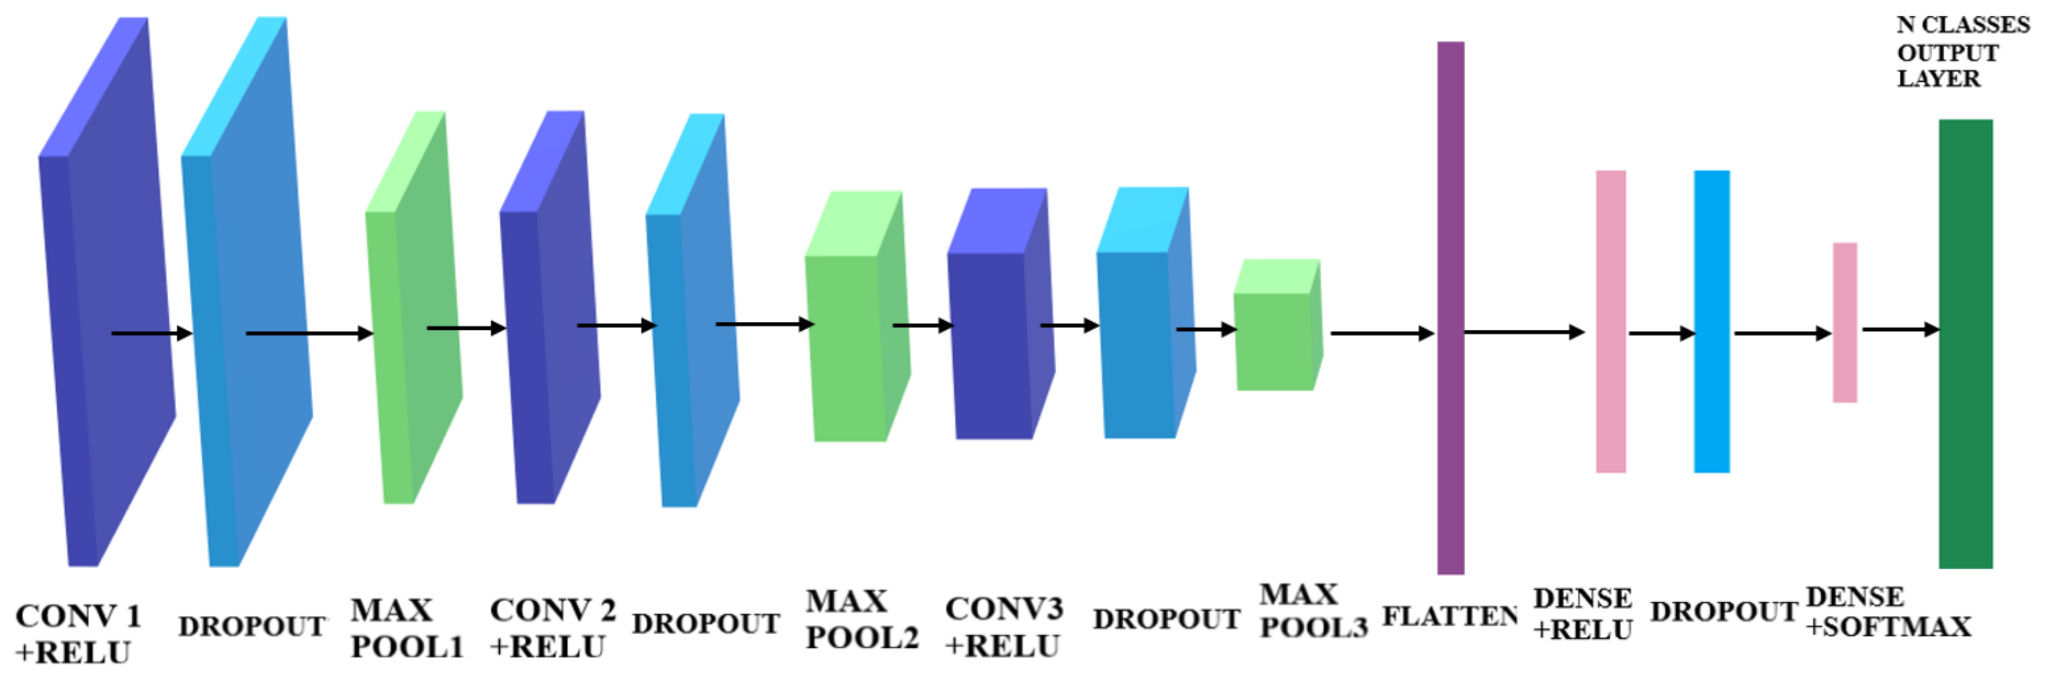 N CLASSES
OUTPUT
LAYER
CONV 1
+RELU
DROPOUT
MAX
POOL1
CONV 2
+RELU
DROPOUT
MAX
POOL2
CONV3
+RELU
DROPOUT
MAX
POOL3
FLATTEN
DENSE
+RELU
DROPOUT
DENSE
+SOFTMAX